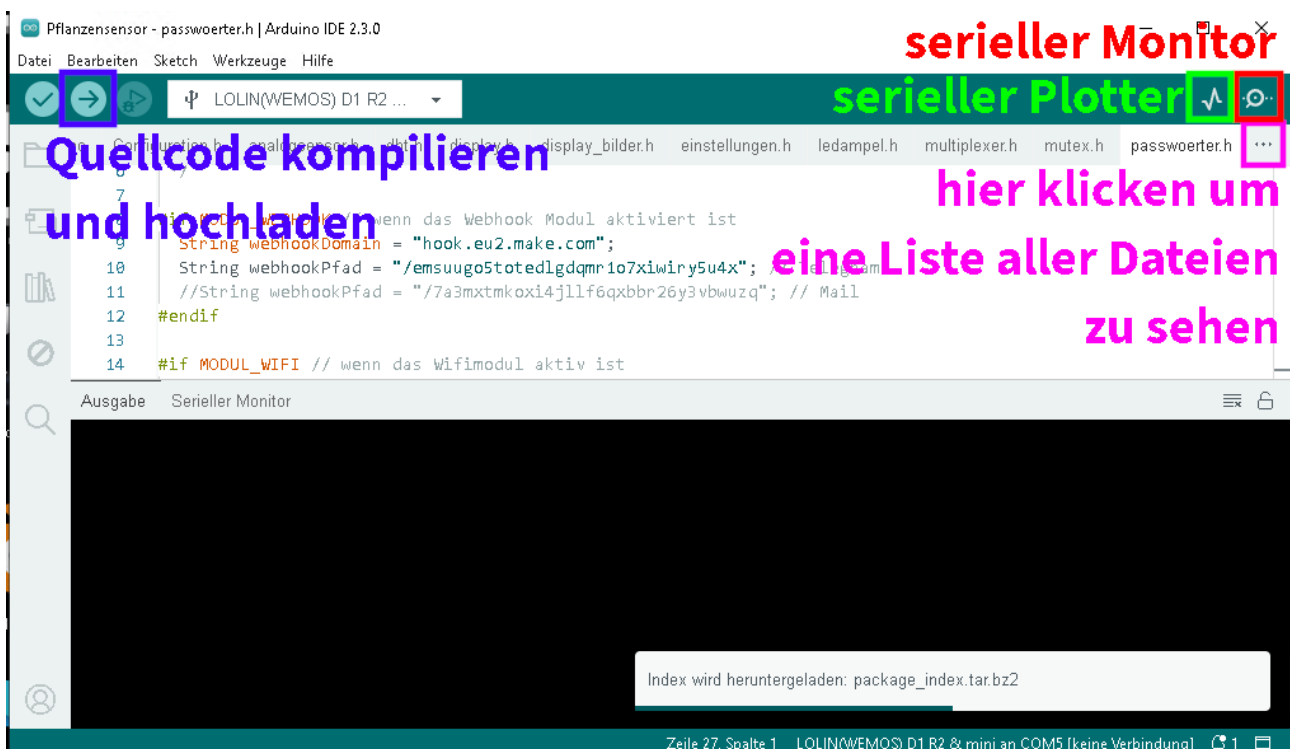 Pflanzensensor - passwoerter.h | Arduino IDE 2.3.0
serieller Monitor
Datei Bearbeiten Sketch Werkzeuge Hilfe
LOLIN(WEMOS) D1 R2 ...
serieller Plotter
display_bilder.h einstellungen.h ledampel.h multiplexer.h mutex.h passwoerter.h ...
Quellcode kompilieren
und hochladen
hier klicken um
eine Liste aller Dateien
zu sehen
6
7
wenn das Webhook Modul aktiviert ist
9 String webhookDomain = "hook.eu2.make.com";
10 String webhookPfad = "/emsuugo5totedlgdqmr1o7xiwiry5u4x";
11 //String webhookPfad = "/7a3mxtmkoxi4jllf6qxbbr26y3vbwuzq"; // Mail
12 #endif
13
14 #if MODUL_WIFI // wenn das Wifimodul aktiv ist
Ausgabe Serieller Monitor
Index wird heruntergeladen: package_index.tar.bz2
Zeile 27, Spalte 1 LOLIN(WEMOS) D1 R2 & mini an COM5 [keine Verbindung] 1